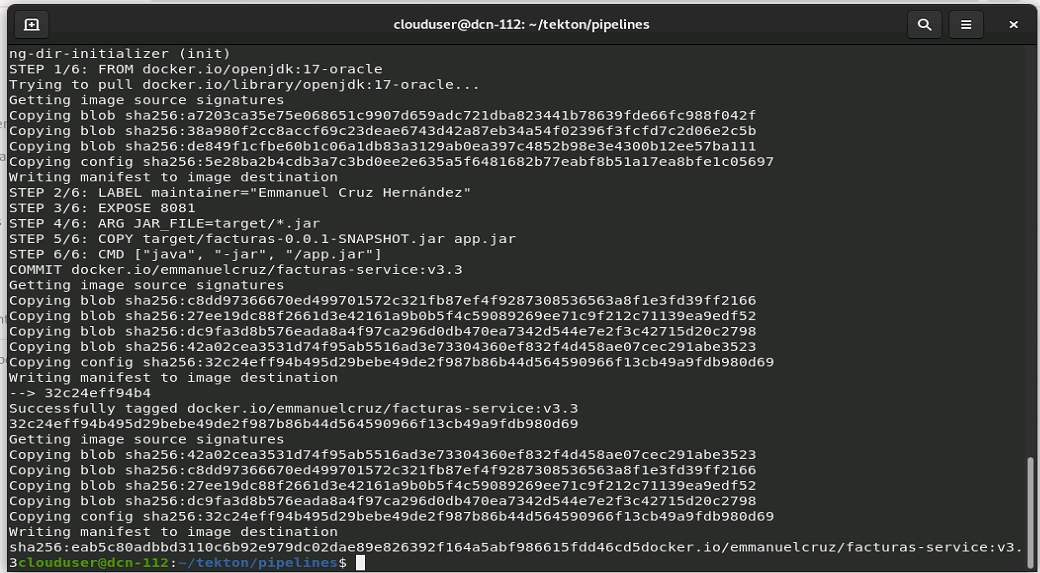 clouduser@dcn-112: ~/tekton/pipelines
ng-dir-initializer (init)
STEP 1/6: FROM docker.io/openjdk:17-oracle
Trying to pull docker.io/library/openjdk:17-oracle...
Getting image source signatures
Copying blob sha256:a7203ca35e75e068651c9907d659adc721dba823441b78639fde66fc988f042f
Copying blob sha256:38a980f2cc8accf69c23deae6743d42a87eb34a54f02396f3fcfd7c2d06e2c5b
Copying blob sha256:de849f1cfbe60b1c06a1db83a3129ab0ea397c4852b98e3e4300b12ee57ba111
Copying config sha256:5e28ba2b4cdb3a7c3bd0ee2e635a5f6481682b77eabf8b51a17ea8bfe1c05697
Writing manifest to image destination
STEP 2/6: LABEL maintainer="Emmanuel Cruz Hernández"
STEP 3/6: EXPOSE 8081
STEP 4/6: ARG JAR_FILE=target/*.jar
STEP 5/6: COPY target/facturas-0.0.1-SNAPSHOT.jar app.jar
STEP 6/6: CMD ["java", "-jar", "/app.jar"]
COMMIT docker.io/emmanuelcruz/facturas-service:v3.3
Getting image source signatures
Copying blob sha256:c8dd97366670ed499701572c321fb87ef4f9287308536563a8f1e3fd39ff2166
Copying blob sha256:27ee19dc88f2661d3e42161a9b0b5f4c59089269ee71c9f212c71139ea9edf52
Copying blob sha256:dc9fa3d8b576eada8a4f97ca296d0db470ea7342d544e7e2f3c42715d20c2798
Copying blob sha256:42a02cea3531d74f95ab5516ad3e73304360ef832f4d458ae07cec291abe3523
Copying config sha256:32c24eff94b495d29bebe49de2f987b86b44d564590966f13cb49a9fdb980d69
Writing manifest to image destination
--> 32c24eff94b4
Successfully tagged docker.io/emmanuelcruz/facturas-service:v3.3
32c24eff94b495d29bebe49de2f987b86b44d564590966f13cb49a9fdb980d69
Getting image source signatures
Copying blob sha256:42a02cea3531d74f95ab5516ad3e73304360ef832f4d458ae07cec291abe3523
Copying blob sha256:c8dd97366670ed499701572c321fb87ef4f9287308536563a8f1e3fd39ff2166
Copying blob sha256:27ee19dc88f2661d3e42161a9b0b5f4c59089269ee71c9f212c71139ea9edf52
Copying blob sha256:dc9fa3d8b576eada8a4f97ca296d0db470ea7342d544e7e2f3c42715d20c2798
Copying config sha256:32c24eff94b495d29bebe49de2f987b86b44d564590966f13cb49a9fdb980d69
Writing manifest to image destination
sha256:eab5c80adbbd3110c6b92e979dc02dae89e826392f164a5abf986615fdd46cd5docker.io/emmanuelcruz/facturas-service:v3.
3clouduser@dcn-112:~/tekton/pipelines$